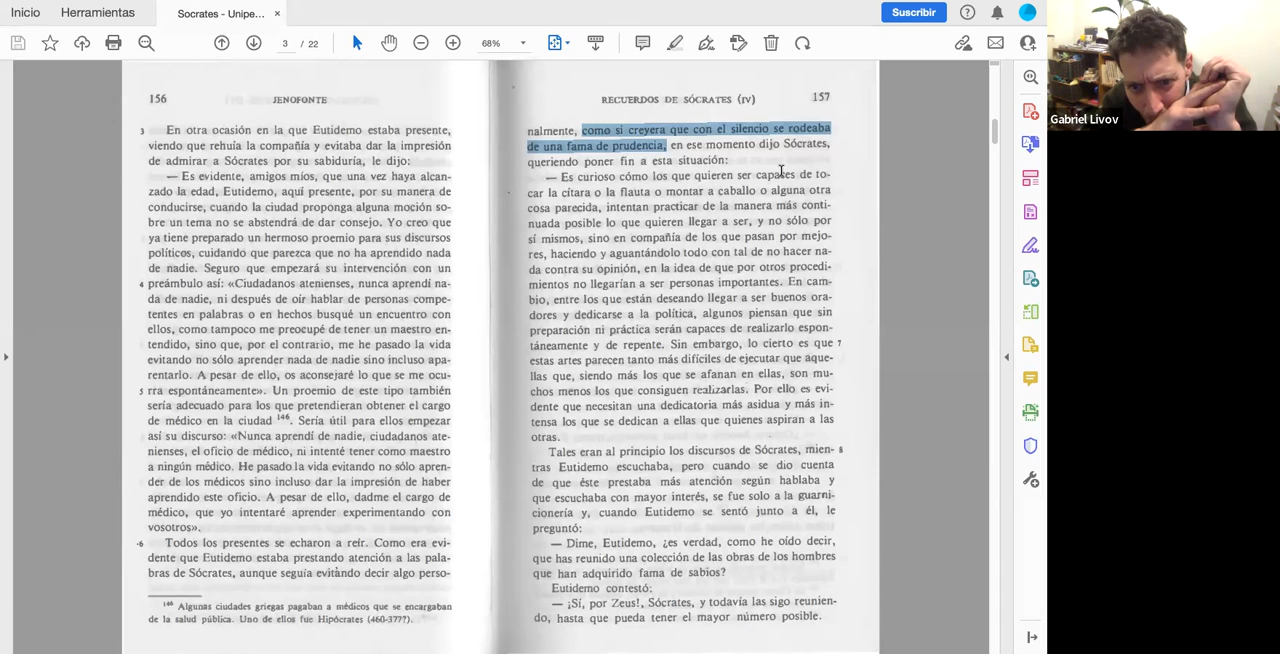 Inicio
Herramientas
Socrates - Unipe...
×
Suscribir
3 / 22
68%
156
JENOFONTE
3 En otra ocasión en la que Eutidemo estaba presente,
viendo que rehuía la compañía y evitaba dar la impresión
de admirar a Sócrates por su sabiduría, le dijo:
— Es evidente, amigos míos, que una vez haya alcan-
zado la edad, Eutidemo, aquí presente, por su manera de
conducirse, cuando la ciudad proponga alguna moción so-
bre un tema no se abstendrá de dar consejo. Yo creo que
ya tiene preparado un hermoso proemio para sus discursos
políticos, cuidando que parezca que no ha aprendido nada
de nadie. Seguro que empezará su intervención con un
4 preámbulo así: «Ciudadanos atenienses, nunca aprendí na-
da de nadie, ni después de oír hablar de personas compe-
tentes en palabras o en hechos busqué un encuentro con
ellos, como tampoco me preocupé de tener un maestro en-
tendido, sino que, por el contrario, me he pasado la vida
evitando no sólo aprender nada de nadie sino incluso apa-
rentarlo. A pesar de ello, os aconsejaré lo que se me ocu-
5 rra espontáneamente». Un proemio de este tipo también
sería adecuado para los que pretendieran obtener el cargo
de médico en la ciudad 146. Sería útil para ellos empezar
así su discurso: «Nunca aprendí de nadie, ciudadanos ate-
nienses, el oficio de médico, ni intenté tener como maestro
a ningún médico. He pasado la vida evitando no sólo apren-
der de los médicos sino incluso dar la impresión de haber
aprendido este oficio. A pesar de ello, dadme el cargo de
médico, que yo intentaré aprender experimentando con
vosotros».
6 Todos los presentes se echaron a reír. Como era evi-
dente que Eutidemo estaba prestando atención a las pala-
bras de Sócrates, aunque seguía evitando decir algo perso-
146 Algunas ciudades griegas pagaban a médicos que se encargaban
de la salud pública. Uno de ellos fue Hipócrates (460-377?).
RECUERDOS DE SÓCRATES (IV)
157
nalmente, como si creyera que con el silencio se rodeaba
de una fama de prudencia, en ese momento dijo Sócrates,
queriendo poner fin a esta situación:
— Es curioso cómo los que quieren ser capaces de to-
car la cítara o la flauta o montar a caballo o alguna otra
cosa parecida, intentan practicar de la manera más conti-
nuada posible lo que quieren llegar a ser, y no sólo por
sí mismos, sino en compañía de los que pasan por mejo-
res, haciendo y aguantándolo todo con tal de no hacer na-
da contra su opinión, en la idea de que por otros procedi-
mientos no llegarían a ser personas importantes. En cam-
bio, entre los que están deseando llegar a ser buenos ora-
dores y dedicarse a la política, algunos piensan que sin
preparación ni práctica serán capaces de realizarlo espon-
táneamente y de repente. Sin embargo, lo cierto es que 7
estas artes parecen tanto más difíciles de ejecutar que aque-
llas que, siendo más los que se afanan en ellas, son mu-
chos menos los que consiguen realizarlas. Por ello es evi-
dente que necesitan una dedicatoria más asidua y más in-
tensa los que se dedican a ellas que quienes aspiran a las
otras.
Tales eran al principio los discursos de Sócrates, mien- 8
tras Eutidemo escuchaba, pero cuando se dio cuenta
de que éste prestaba más atención según hablaba y
que escuchaba con mayor interés, se fue solo a la guarni-
cionería y, cuando Eutidemo se sentó junto a él, le
preguntó:
— Dime, Eutidemo, ¿es verdad, como he oído decir,
que has reunido una colección de las obras de los hombres
que han adquirido fama de sabios?
Eutidemo contestó:
— ¡Sí, por Zeus!, Sócrates, y todavía las sigo reunien-
do, hasta que pueda tener el mayor número posible.
Gabriel Livov